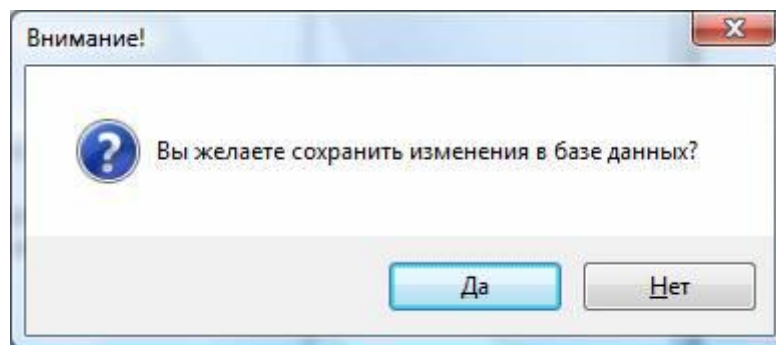 Внимание!
Вы желаете сохранить изменения в базе данных?
Да
Нет